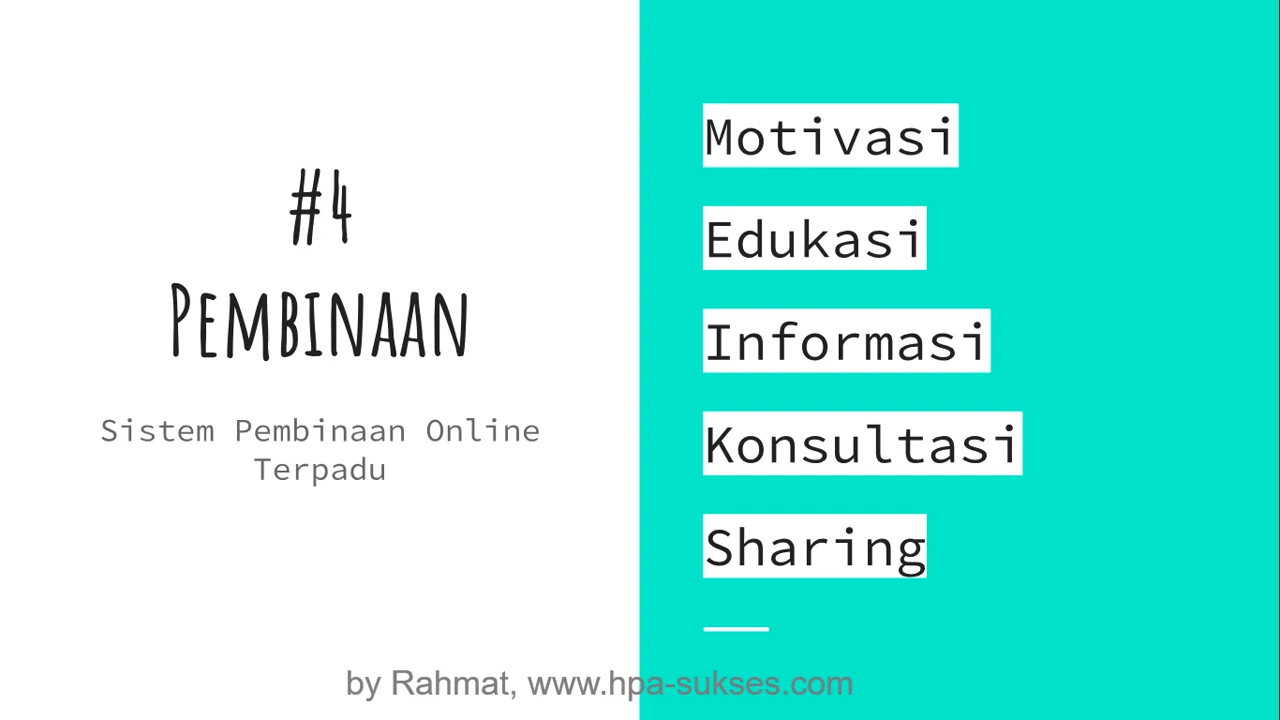 #4
PEMBINAAN
Sistem Pembinaan Online
Terpadu
Motivasi
Edukasi
Informasi
Konsultasi
Sharing
by Rahmat, www.hpa-sukses.com